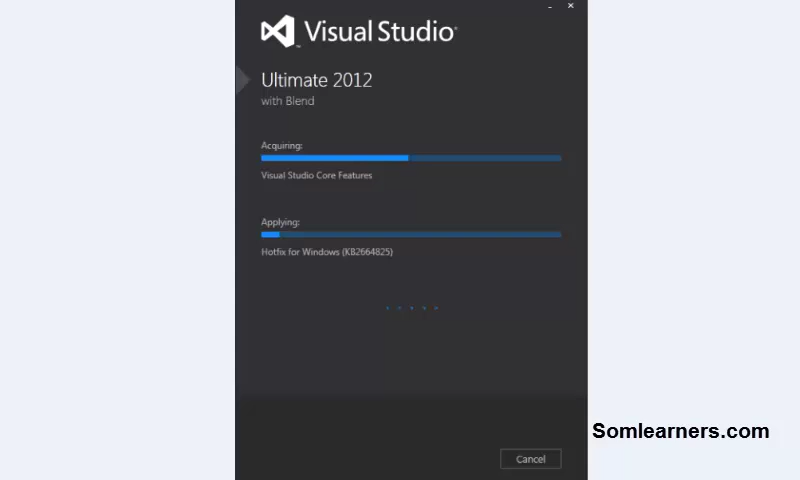 Visual Studio
Ultimate 2012
with Blend
Acquiring:
Visual Studio Core Features
Applying:
Hotfix for Windows (KB2664825)
Somlearners.com
Cancel